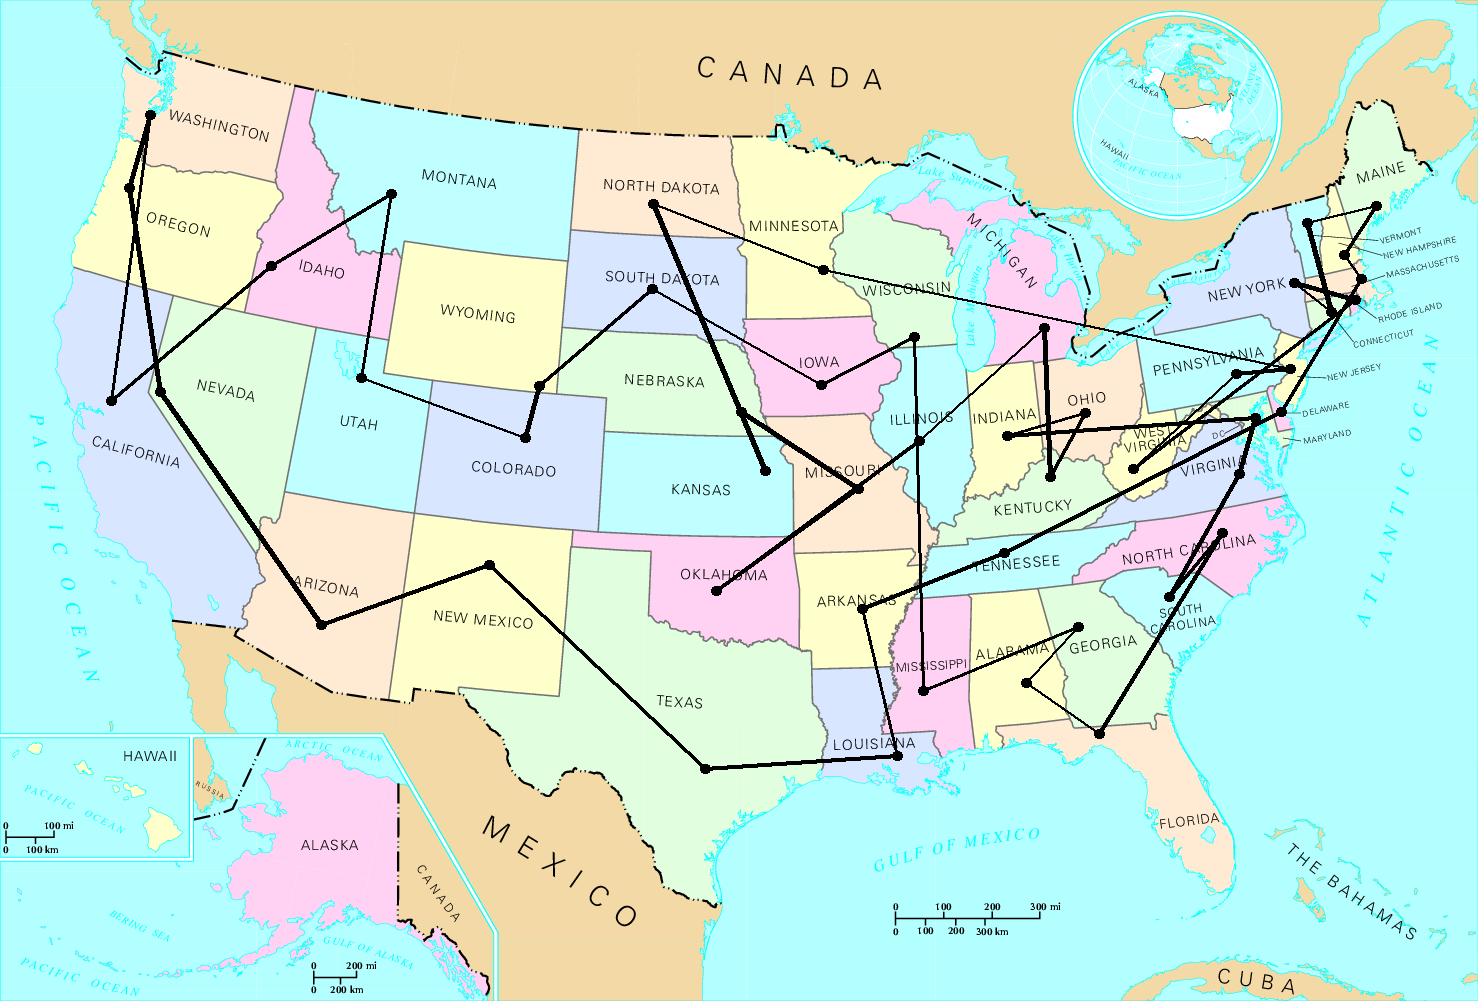 CANADA
WASHINGTON
MONTANA
NORTH DAKOTA
MINNESOTA
Lake Superior
MICHIGAN
MAINE
OREGON
IDAHO
SOUTH DAKOTA
WISCONSIN
Lake Michigan
VERMONT
NEW HAMPSHIRE
MASSACHUSETTS
NEW YORK
RHODE ISLAND
CONNECTICUT
WYOMING
IOWA
PENNSYLVANIA
NEW JERSEY
NEVADA
NEBRASKA
UTAH
ILLINOIS
INDIANA
OHIO
DELAWARE
MARYLAND
DC
WEST
VIRGINIA
VIRGINIA
CALIFORNIA
COLORADO
KANSAS
MISSOURI
KENTUCKY
ARIZONA
NEW MEXICO
OKLAHOMA
ARKANSAS
TENNESSEE
NORTH CAROLINA
SOUTH
CAROLINA
MISSISSIPPI
ALABAMA
GEORGIA
TEXAS
LOUISIANA
FLORIDA
PACIFIC OCEAN
ATLANTIC OCEAN
GULF OF MEXICO
MEXICO
THE BAHAMAS
CUBA
0 100 200 300 mi
0 100 200 300 km
ALASKA
HAWAII
PACIFIC OCEAN
ATLANTIC
OCEAN
HAWAII
PACIFIC OCEAN
0 100 mi
0 100 km
ARCTIC OCEAN
RUSSIA
ALASKA
CANADA
BERING SEA
GULF OF ALASKA
PACIFIC OCEAN
0 200 mi
0 200 km